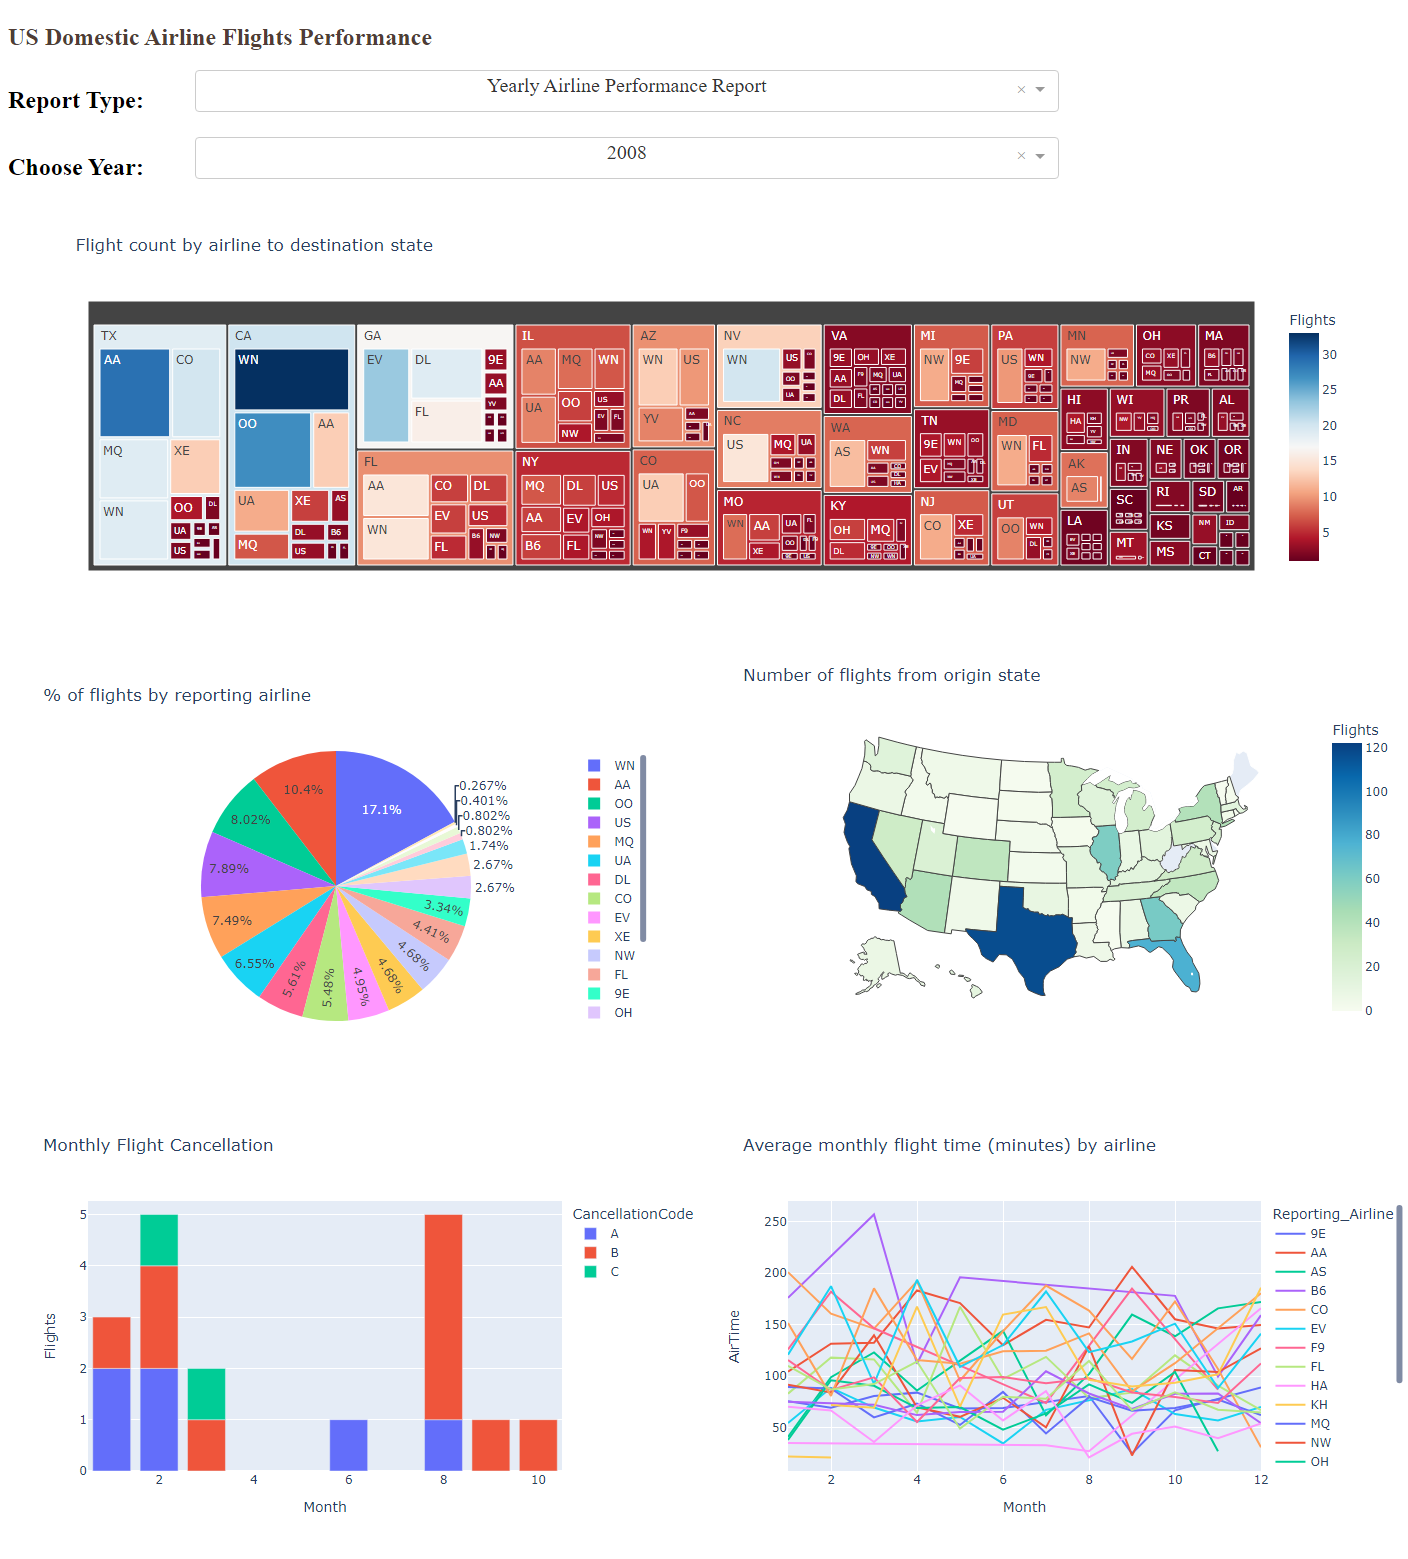 US Domestic Airline Flights Performance
Report Type:
Yearly Airline Performance Report
Choose Year:
2008
Flight count by airline to destination state
TX
AA
CO
MQ
XE
WN
OO
DL
UA
US
CA
WN
OO
AA
UA
XE
AS
MQ
DL
B6
US
GA
EV
DL
FL
9E
AA
YV
FL
AA
WN
CO
DL
EV
US
FL
B6
NW
IL
AA
MQ
WN
UA
OO
US
EV
FL
NW
NY
MQ
DL
US
AA
EV
OH
B6
FL
NW
AZ
WN
US
YV
AA
CO
UA
OO
WN
YV
F9
NV
WN
US
OO
UA
NC
US
MQ
UA
MO
WN
AA
UA
FL
XE
OO
VA
9E
OH
XE
AA
F9
MQ
UA
DL
FL
WA
AS
WN
KY
OH
MQ
DL
MI
NW
9E
MQ
TN
9E
WN
OO
EV
NJ
CO
XE
PA
US
WN
9E
MD
WN
FL
UT
OO
WN
DL
MN
NW
HI
HA
AK
AS
LA
OH
CO
XE
MQ
MA
B6
WI
PR
AL
IN
NE
OK
OR
SC
RI
SD
AR
MT
KS
NM
ID
MS
CT
Flights
30
25
20
15
10
5
% of flights by reporting airline
17.1%
10.4%
8.02%
7.89%
7.49%
6.55%
5.61%
5.48%
4.95%
4.68%
4.68%
4.41%
3.34%
2.67%
2.67%
1.74%
0.802%
0.802%
0.401%
0.267%
WN
AA
OO
US
MQ
UA
DL
CO
EV
XE
NW
FL
9E
OH
Number of flights from origin state
Flights
120
100
80
60
40
20
0
Monthly Flight Cancellation
CancellationCode
A
B
C
Flights
5
4
3
2
1
0
2 4 6 8 10
Month
Average monthly flight time (minutes) by airline
Reporting_Airline
9E
AA
AS
B6
CO
EV
F9
FL
HA
KH
MQ
NW
OH
AirTime
250
200
150
100
50
2 4 6 8 10 12
Month